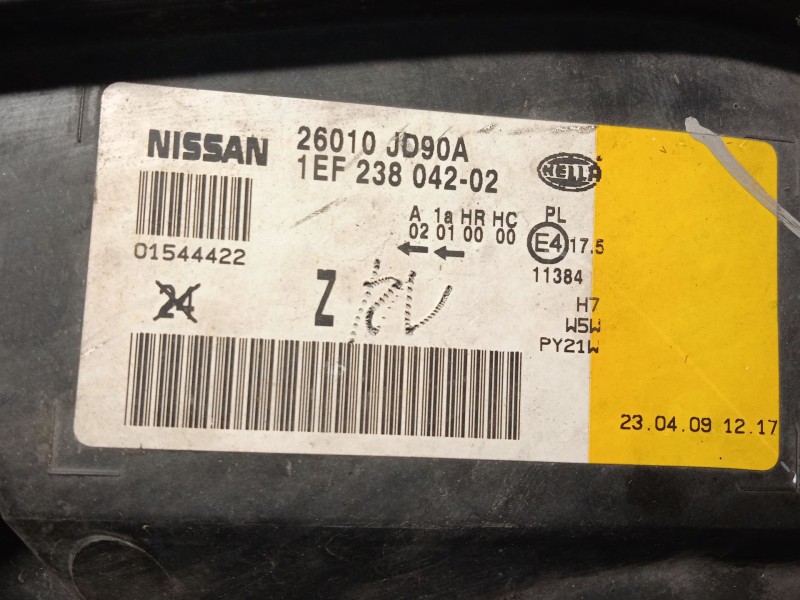 NISSAN 26010 JD90A
1EF 238 042-02 HELLA
A 1a HR HC PL
02 01 00 00 E4 17.5
01544422
11384
24 Z
H7
W5W
PY21W
23.04.09 12.17